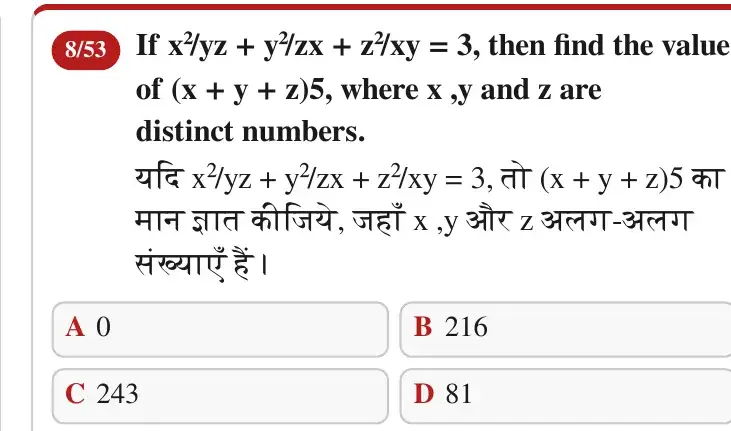 8/53 If x²/yz + y²/zx + z²/xy = 3, then find the value
of (x + y + z)5, where x ,y and z are
distinct numbers.
यदि x²/yz + y²/zx + z²/xy = 3, तो (x + y + z)5 का
मान ज्ञात कीजिये, जहाँ x ,y और z अलग-अलग
संख्याएँ हैं।
A 0
B 216
C 243
D 81